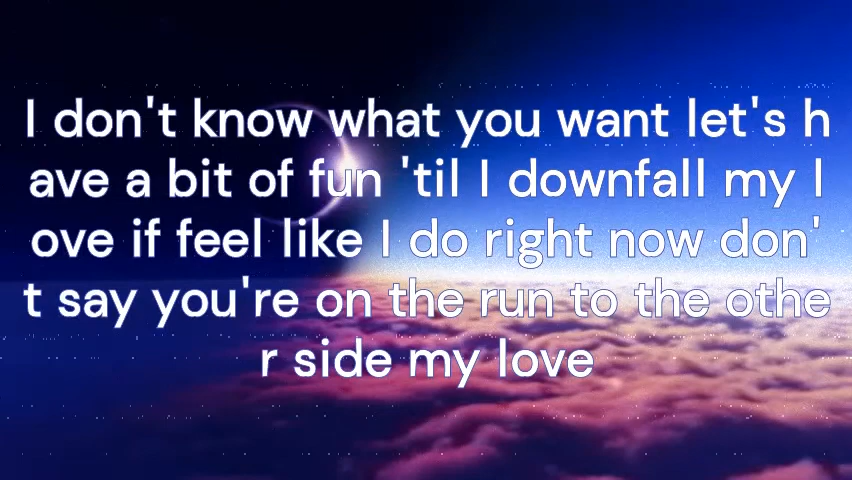 I don't know what you want let's h
ave a bit of fun 'til I downfall my l
ove if feel like I do right now don'
t say you're on the run to the othe
r side my love